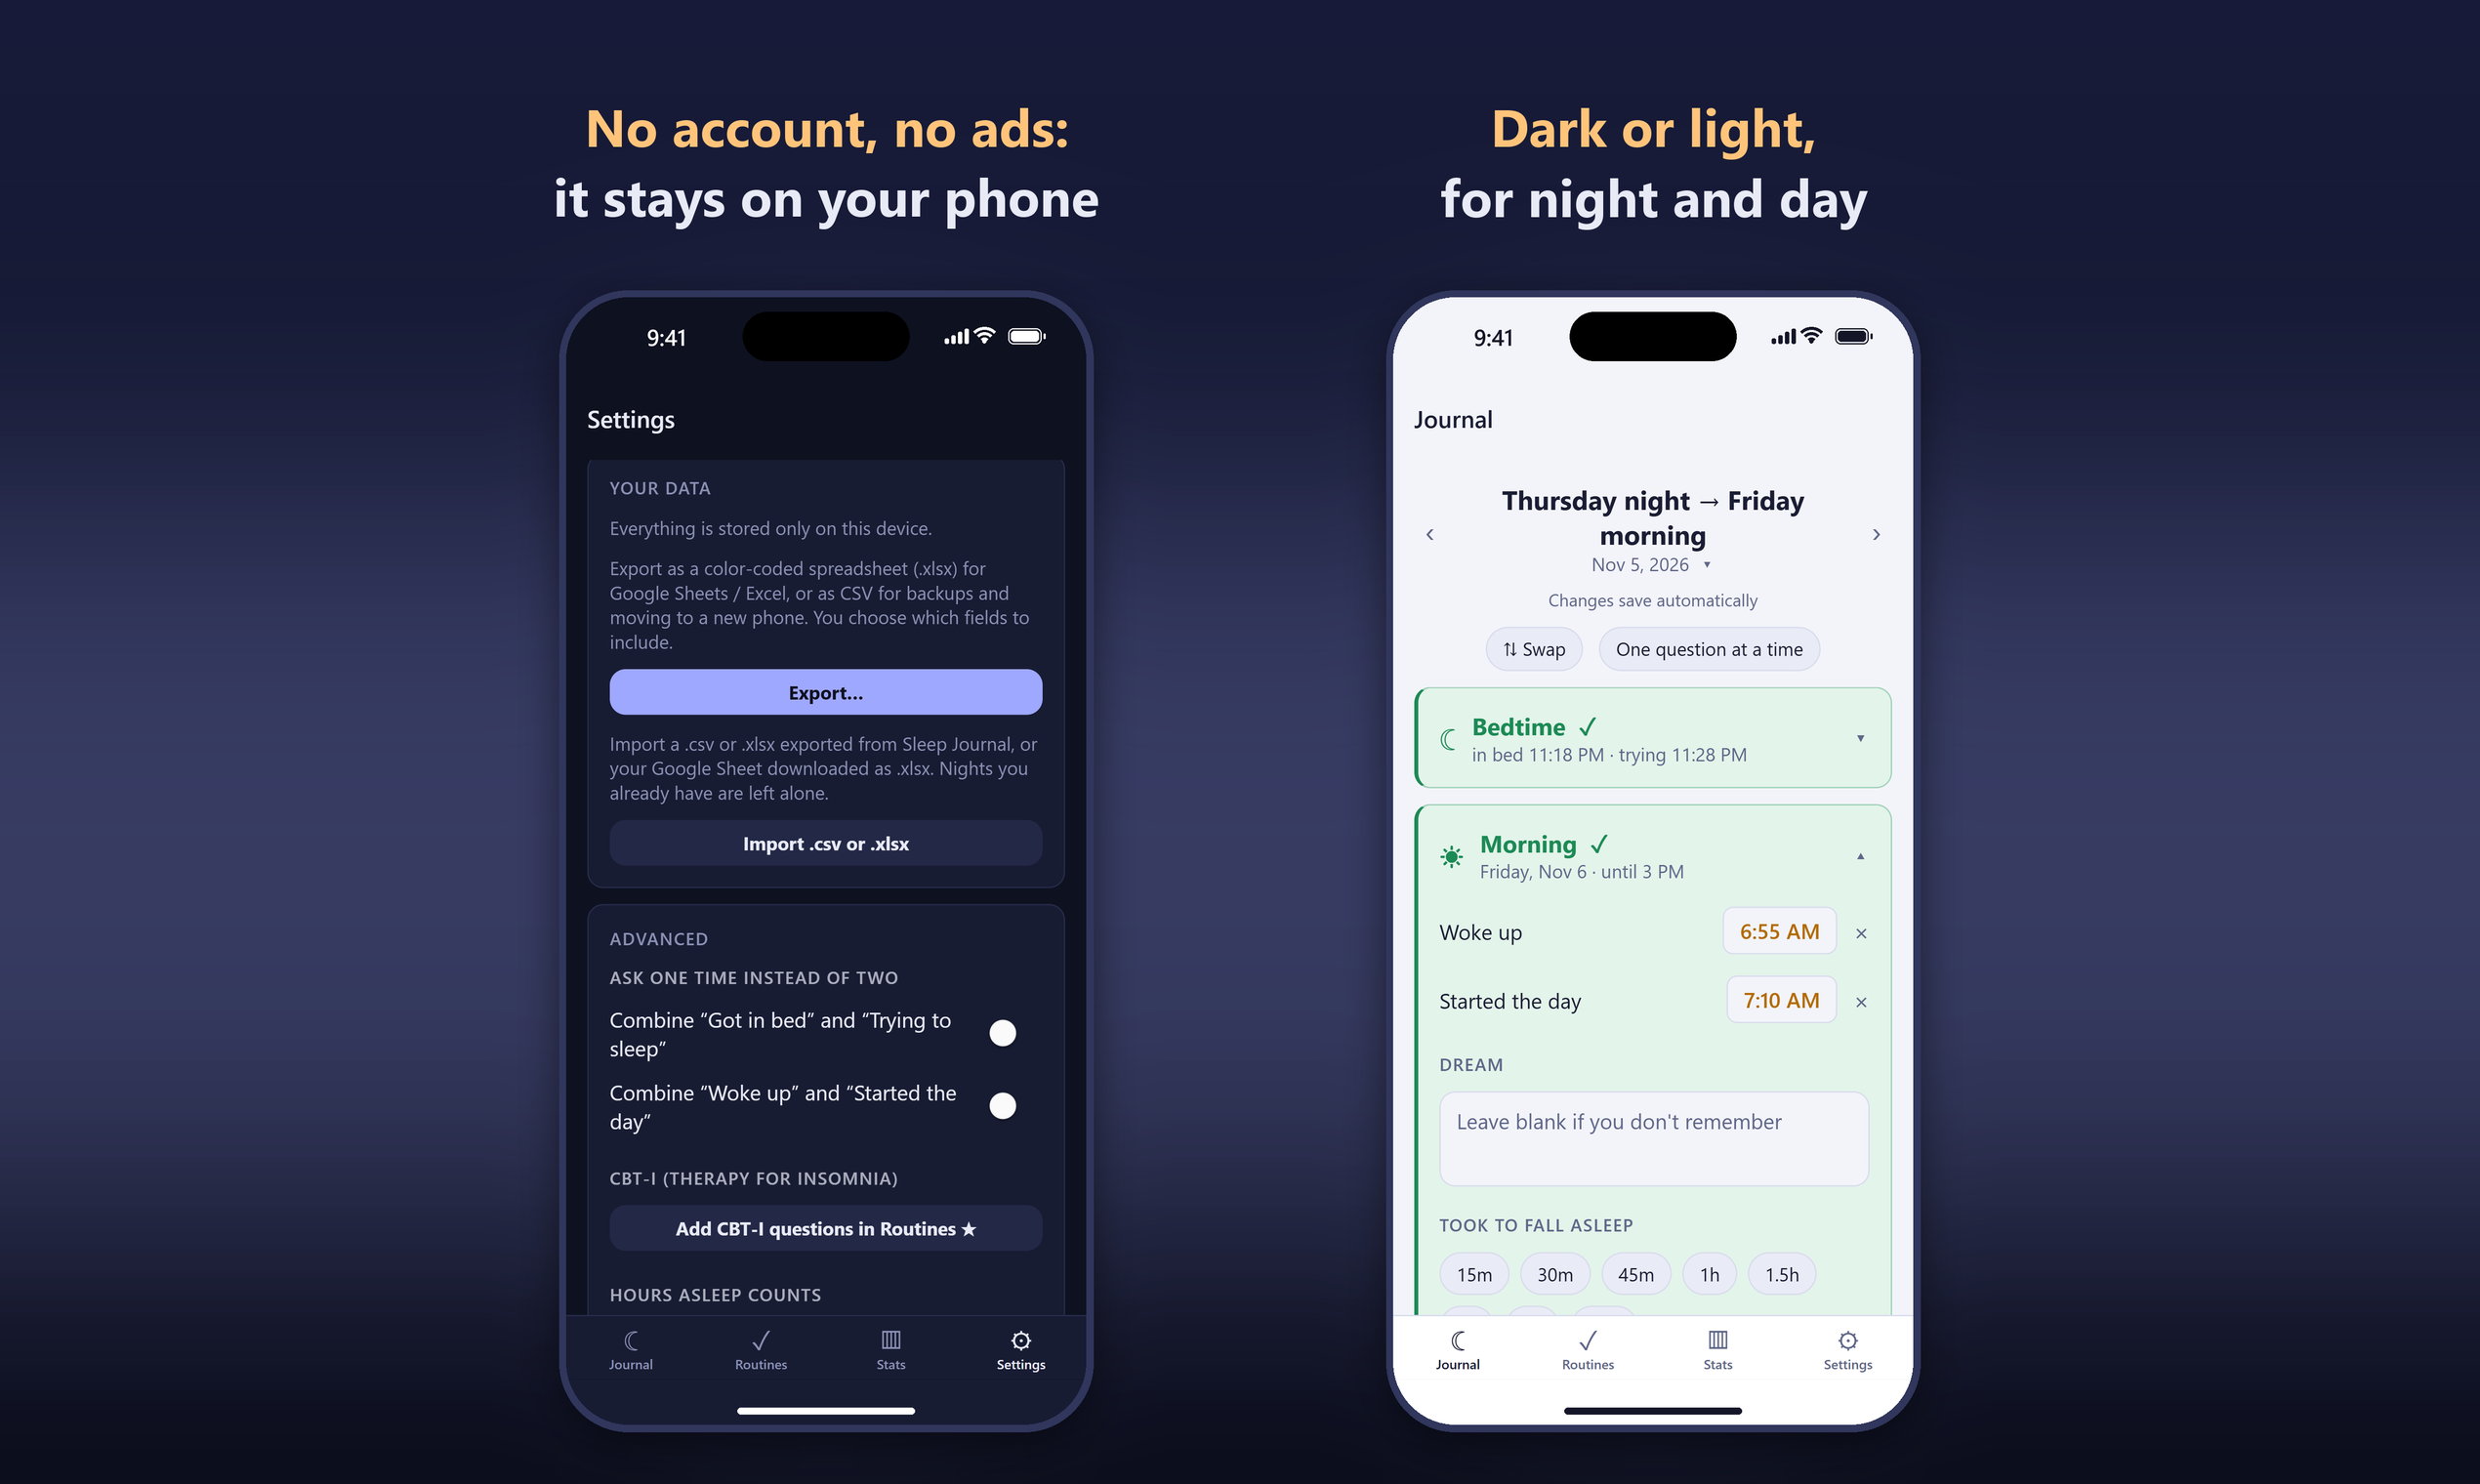 No account, no ads:
it stays on your phone
9:41
Settings
YOUR DATA
Everything is stored only on this device.
Export as a color-coded spreadsheet (.xlsx) for
Google Sheets / Excel, or as CSV for backups and
moving to a new phone. You choose which fields to
include.
Export...
Import a .csv or .xlsx exported from Sleep Journal, or
your Google Sheet downloaded as .xlsx. Nights you
already have are left alone.
Import .csv or .xlsx
ADVANCED
ASK ONE TIME INSTEAD OF TWO
Combine “Got in bed” and “Trying to
sleep”
Combine “Woke up” and “Started the
day”
CBT-I (THERAPY FOR INSOMNIA)
Add CBT-I questions in Routines ★
HOURS ASLEEP COUNTS
Journal
Routines
Stats
Settings
Dark or light,
for night and day
9:41
Journal
Thursday night → Friday
morning
Nov 5, 2026 ▾
Changes save automatically
⇅ Swap
One question at a time
Bedtime ✓
in bed 11:18 PM · trying 11:28 PM
Morning ✓
Friday, Nov 6 · until 3 PM
Woke up 6:55 AM ×
Started the day 7:10 AM ×
DREAM
Leave blank if you don't remember
TOOK TO FALL ASLEEP
15m 30m 45m 1h 1.5h
Journal
Routines
Stats
Settings